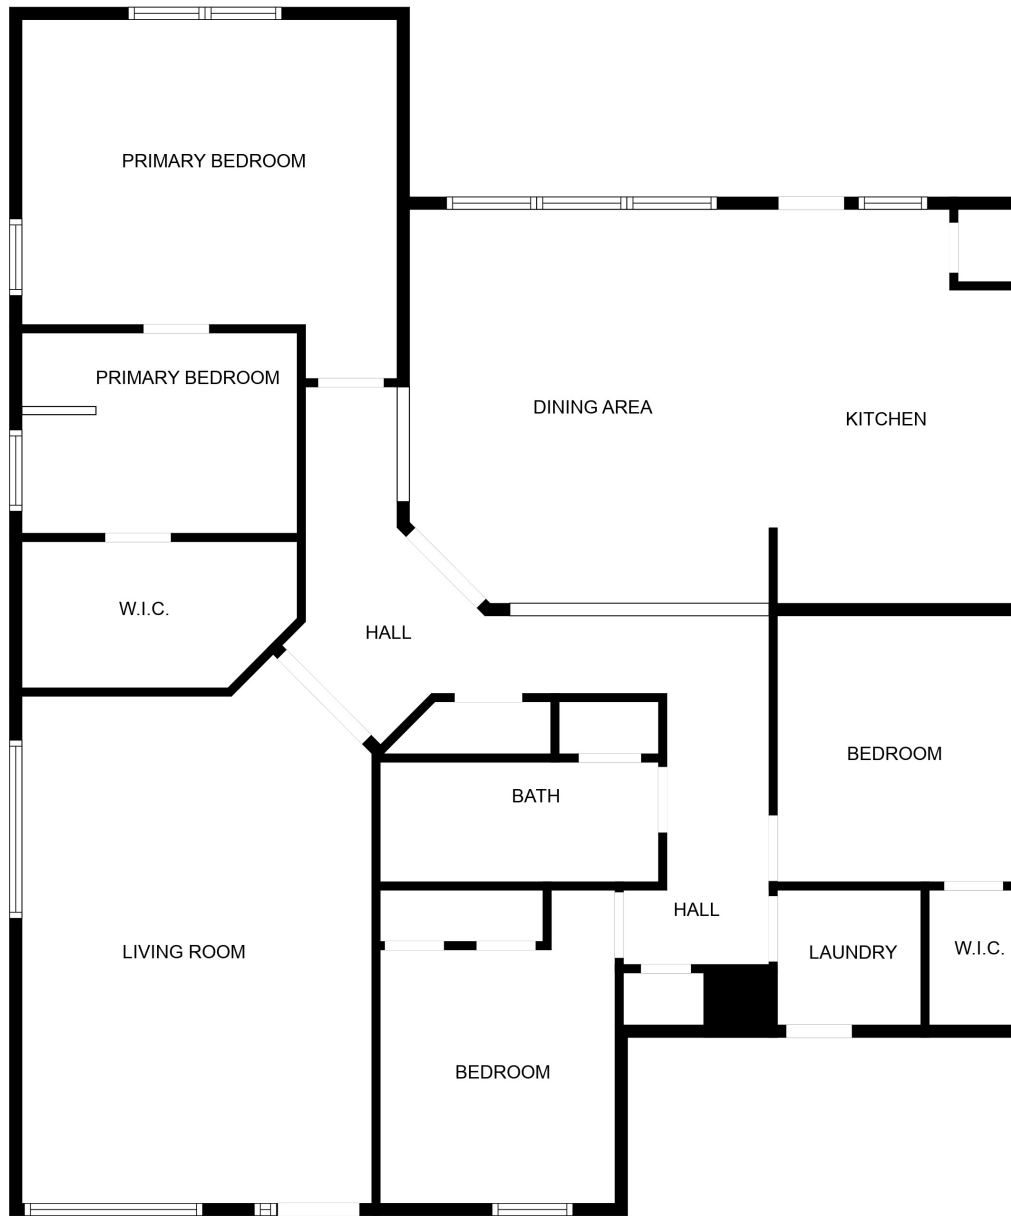 PRIMARY BEDROOM
PRIMARY BEDROOM
DINING AREA
KITCHEN
W.I.C.
HALL
BEDROOM
BATH
HALL
LIVING ROOM
LAUNDRY
W.I.C.
BEDROOM